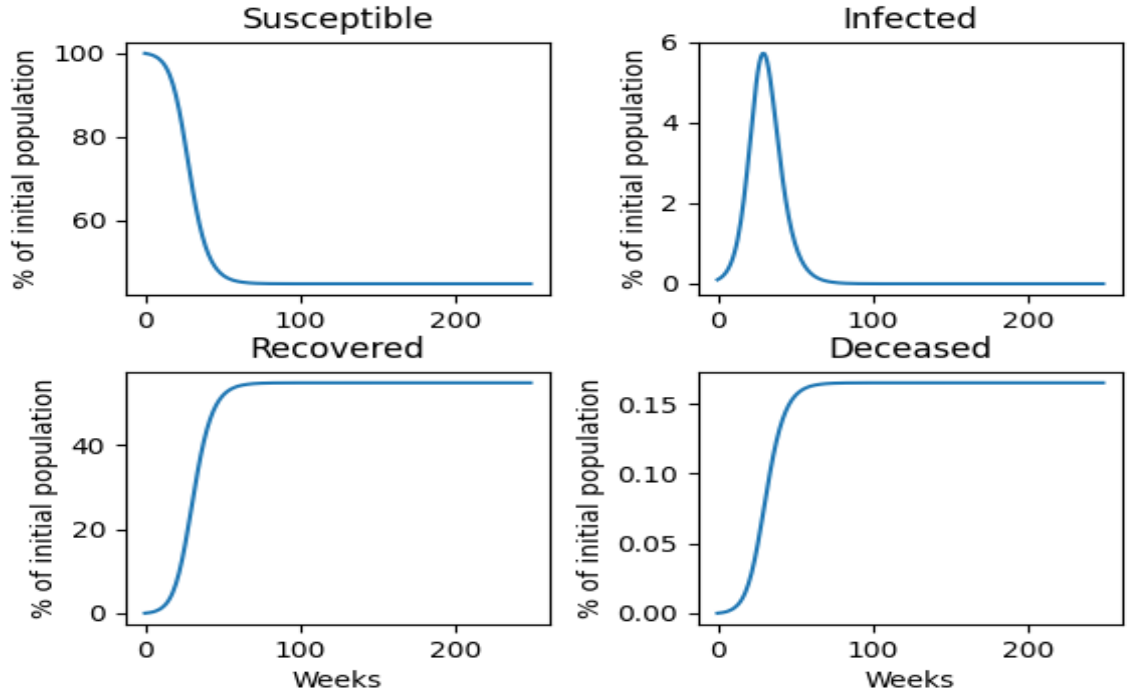 Susceptible
% of initial population
100
80
60
0
100
200
Infected
% of initial population
6
4
2
0
0
100
200
Recovered
% of initial population
40
20
0
0
100
200
Weeks
Deceased
% of initial population
0.15
0.10
0.05
0.00
0
100
200
Weeks